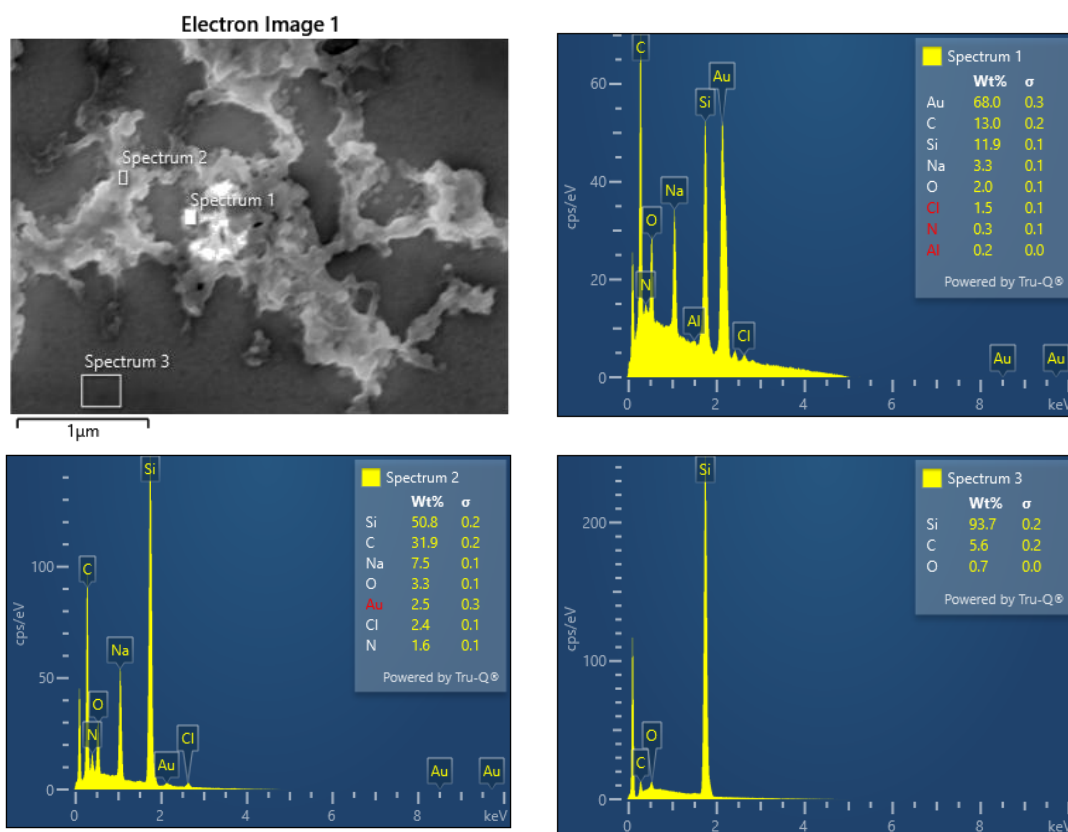 Electron Image 1
Spectrum 2
Spectrum 1
Spectrum 3
1µm
cps/eV
60
40
20
0
C
O
N
Na
Al
Si
Au
Cl
Au
Au
0
2
4
6
8
keV
Spectrum 1
Wt% σ
Au 68.0 0.3
C 13.0 0.2
Si 11.9 0.1
Na 3.3 0.1
O 2.0 0.1
Cl 1.5 0.1
N 0.3 0.1
Al 0.2 0.0
Powered by Tru-Q®
cps/eV
100
50
0
C
N
O
Na
Si
Au
Cl
Au
Au
0
2
4
6
8
keV
Spectrum 2
Wt% σ
Si 50.8 0.2
C 31.9 0.2
Na 7.5 0.1
O 3.3 0.1
Au 2.5 0.3
Cl 2.4 0.1
N 1.6 0.1
Powered by Tru-Q®
cps/eV
200
100
0
C
O
Si
0
2
4
6
8
keV
Spectrum 3
Wt% σ
Si 93.7 0.2
C 5.6 0.2
O 0.7 0.0
Powered by Tru-Q®